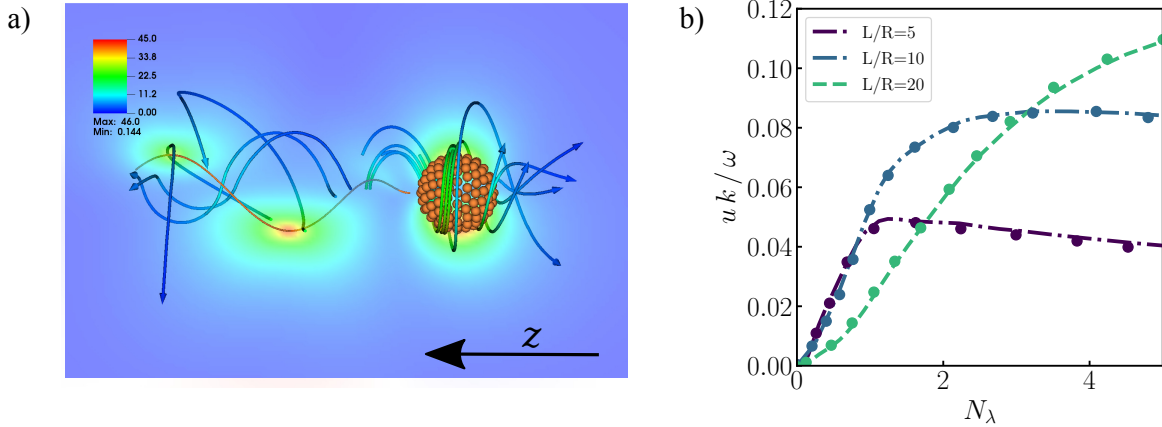 a)
45.0
33.8
22.5
11.2
0.00
Max: 46.0
Min: 0.144
z
b)
u k / ω
0.12
0.10
0.08
0.06
0.04
0.02
0.00
L/R=5
L/R=10
L/R=20
0
2
4
N_λ